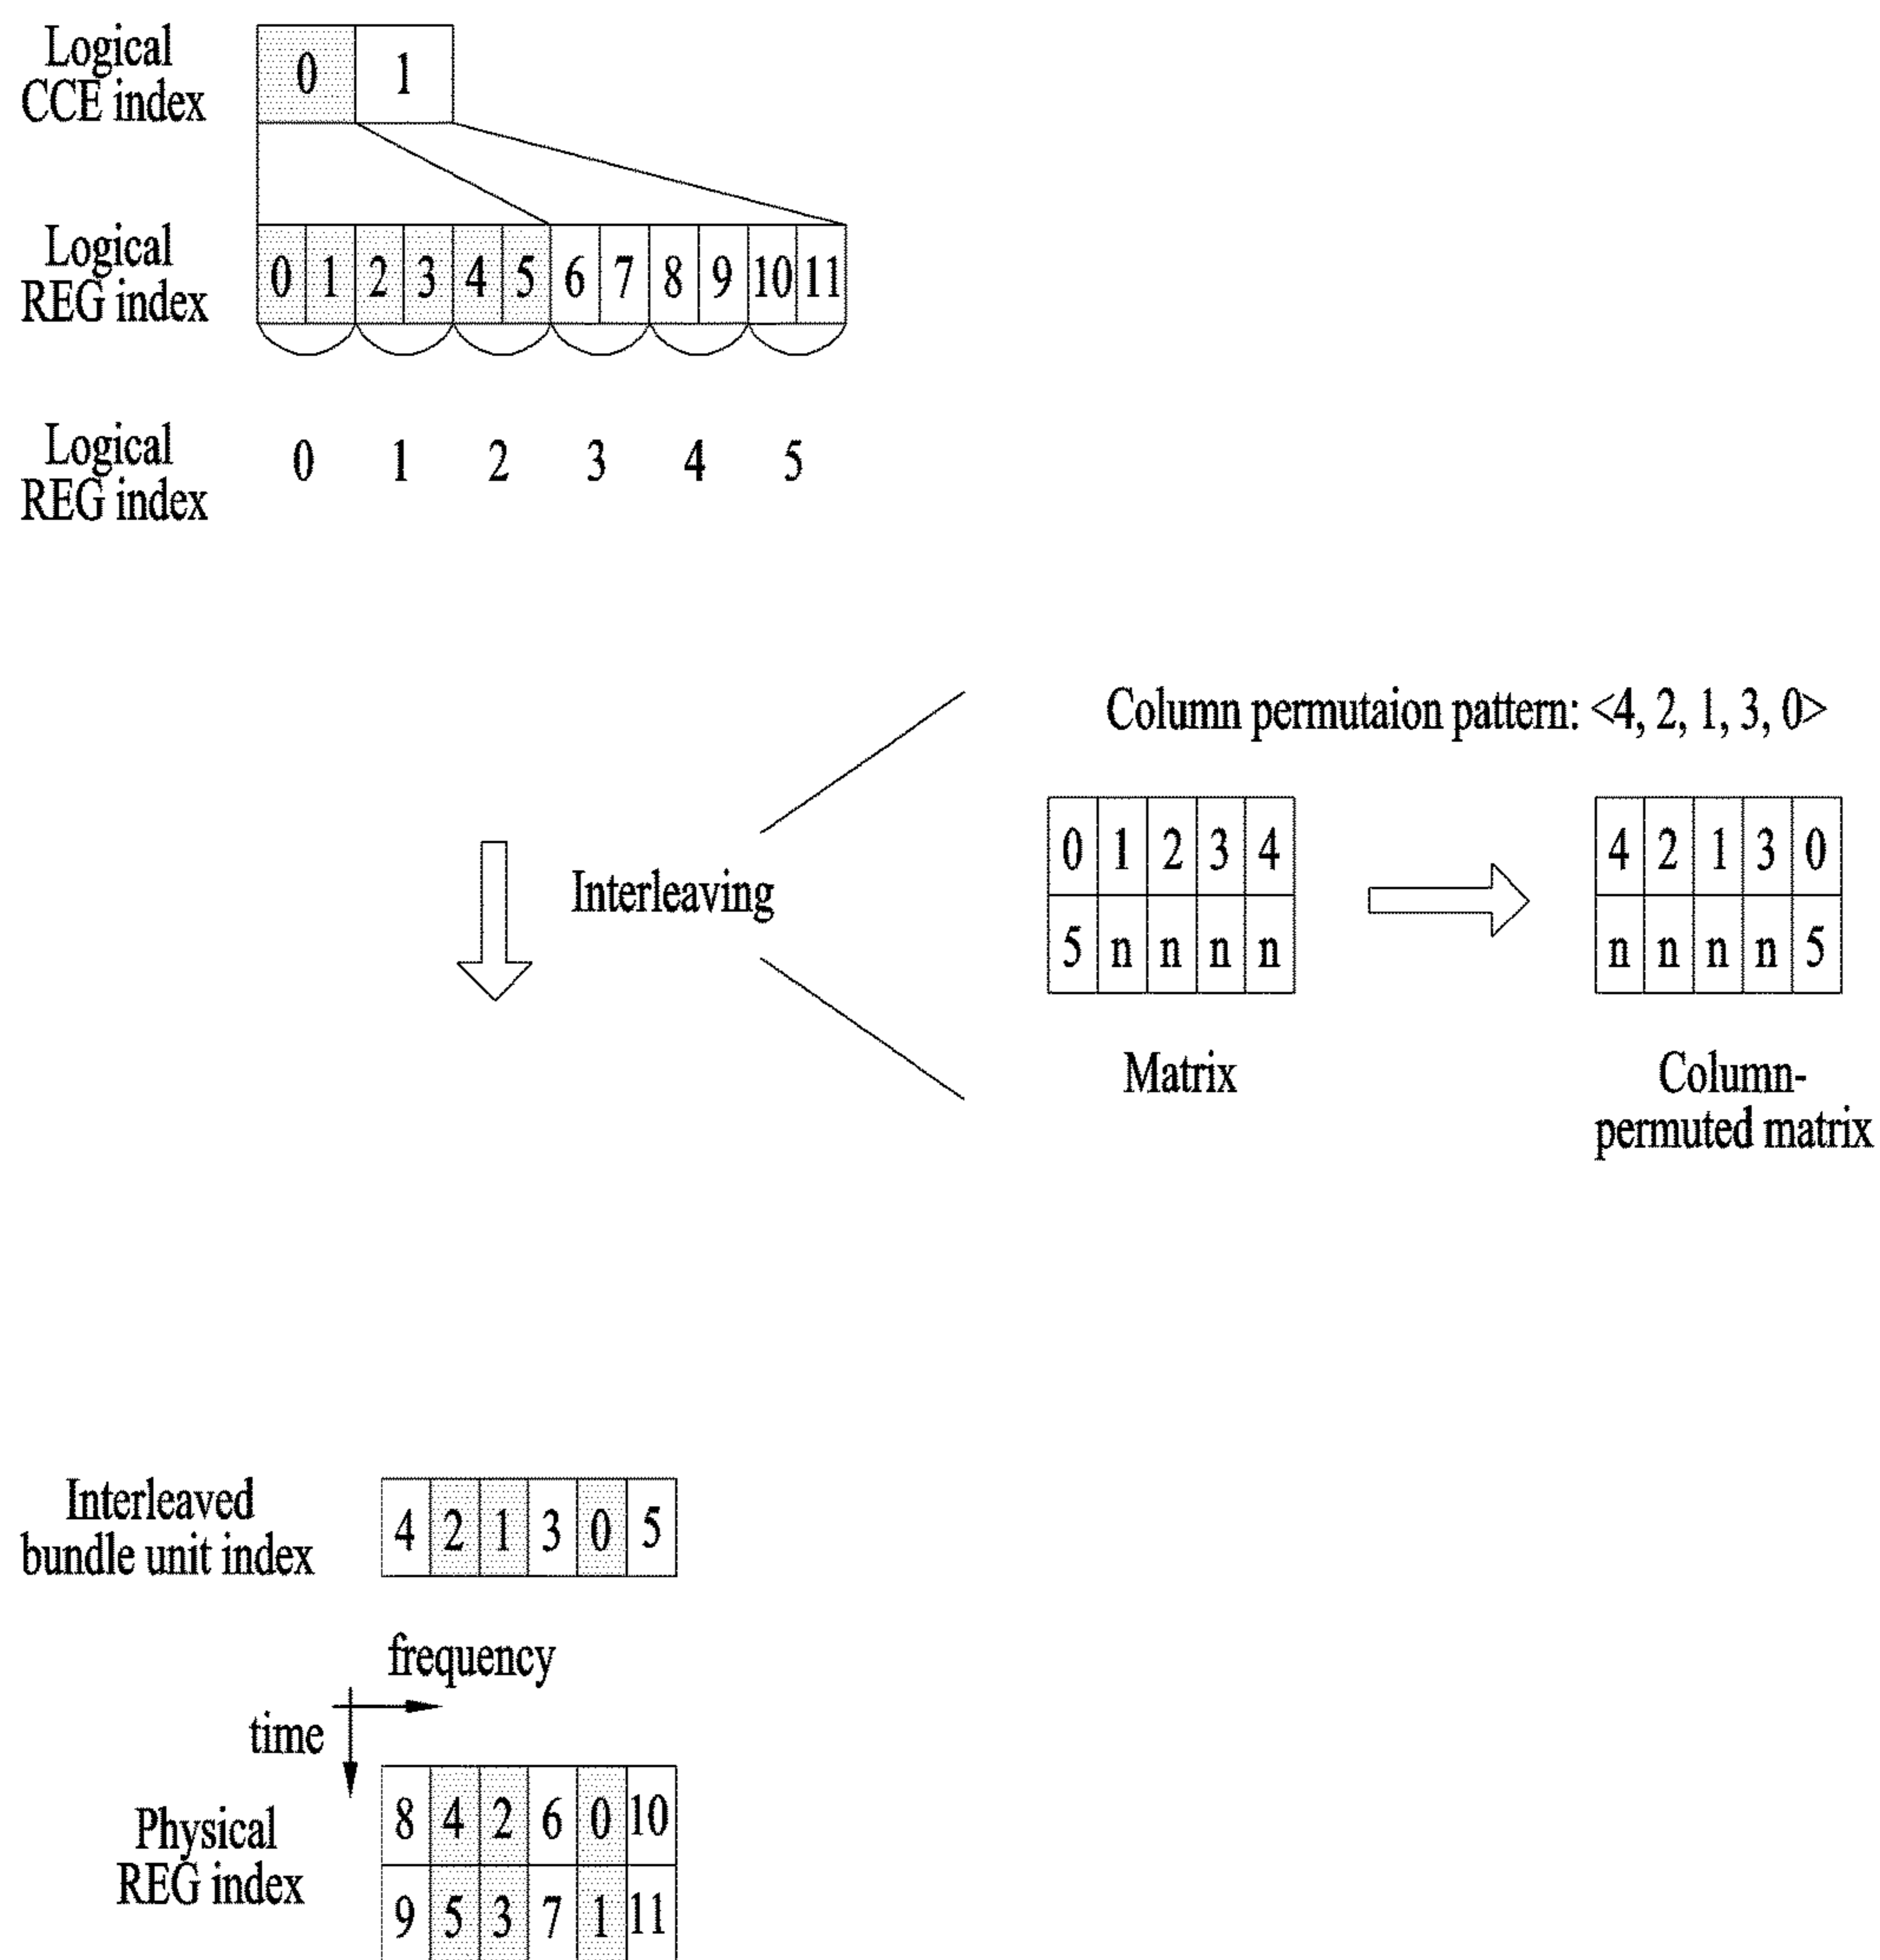 Logical
CCE index
0 1
Logical
REG index
0 1 2 3 4 5 6 7 8 9 10 11
Logical
REG index
0 1 2 3 4 5
Column permutaion pattern: <4, 2, 1, 3, 0>
Interleaving
0 1 2 3 4
5 n n n n
Matrix
4 2 1 3 0
n n n n 5
Column-
permuted matrix
Interleaved
bundle unit index
4 2 1 3 0 5
frequency
time
Physical
REG index
8 4 2 6 0 10
9 5 3 7 1 11